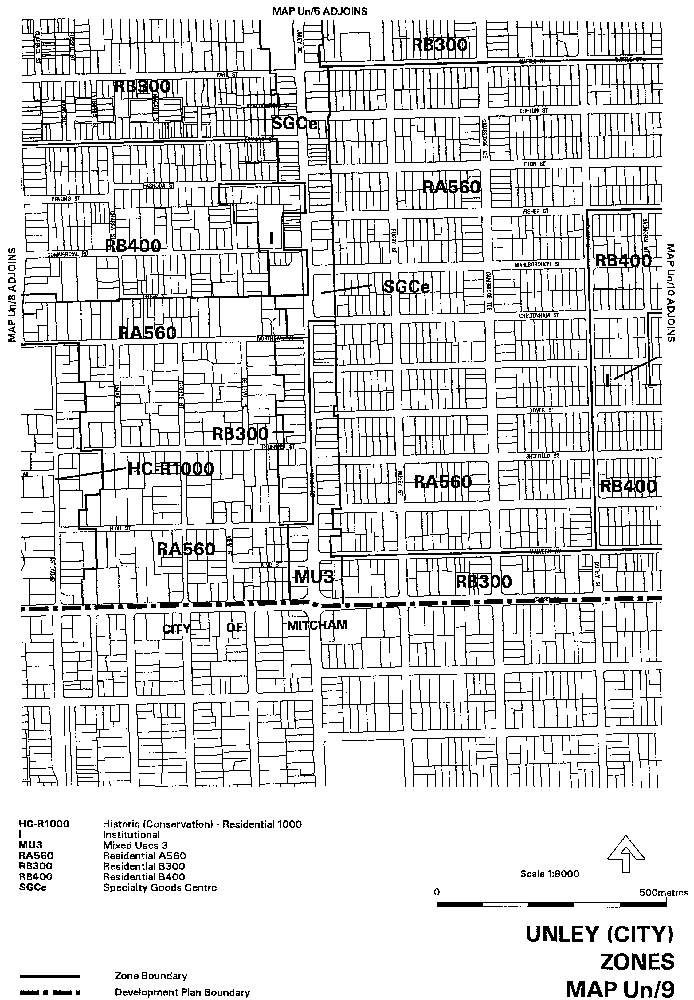 MAP Un/5 ADJOINS
CLARENCE ST
RUSSELL ST
UNLEY RD
RB300
WATTLE ST
WATTLE ST
PARK ST
RB300
MANN ST
ENTERPRISE ST
MACKLIN ST
SGCe
CLIFTON ST
CAMBRIDGE TCE
EDMOND ST
ETON ST
FASHODA ST
RA560
PENONG ST
CHARRA ST
FISHER ST
RUGBY ST
DUTHY ST
BALMORAL ST
I
RB400
COMMERCIAL RD
RB400
MARLBOROUGH ST
MAP Un/8 ADJOINS
MAP Un/10 ADJOINS
SGCe
CAMBRIDGE TCE
CHELTENHAM ST
RA560
NORTHGATE ST
I
OMAR PL
GEORGE ST
BELLEVUE PL
DOVER ST
RB300
THORNBER ST
SHEFFIELD ST
HC-R1000
AV
UNLEY RD
RUGBY ST
RA560
RB400
HIGH ST
RA560
VIEW ST
MALVERN AV
GROVE ST
KING ST
MU3
RB300
DUTHY ST
CROSS RD
CITY OF MITCHAM
HC-R1000 Historic (Conservation) - Residential 1000
I Institutional
MU3 Mixed Uses 3
RA560 Residential A560
RB300 Residential B300
RB400 Residential B400
SGCe Specialty Goods Centre
Scale 1:8000
0 500metres
UNLEY (CITY)
ZONES
MAP Un/9
Zone Boundary
Development Plan Boundary